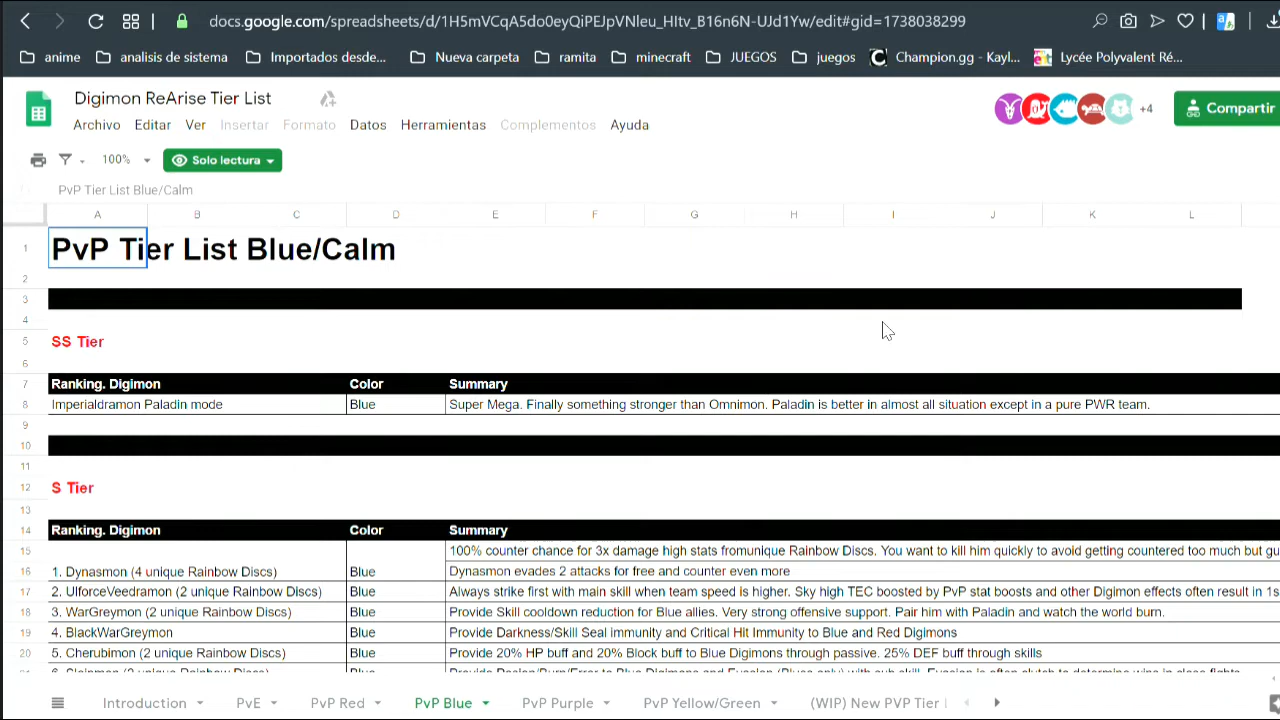 docs.google.com/spreadsheets/d/1H5mVCqA5do0eyQiPEJpVNleu_HItv_B16n6N-UJd1Yw/edit#gid=1738038299
anime analisis de sistema Importados desde... Nueva carpeta ramita minecraft JUEGOS juegos Champion.gg - Kayl... Lycée Polyvalent Ré...
Digimon ReArise Tier List
+4 Compartir
Archivo Editar Ver Insertar Formato Datos Herramientas Complementos Ayuda
100% Solo lectura
PvP Tier List Blue/Calm
A B C D E F G H I J K L
1 PvP Tier List Blue/Calm
2
3
4
5 SS Tier
6
7 Ranking. Digimon Color Summary
8 Imperialdramon Paladin mode Blue Super Mega. Finally something stronger than Omnimon. Paladin is better in almost all situation except in a pure PWR team.
9
10
11
12 S Tier
13
14 Ranking. Digimon Color Summary
15 100% counter chance for 3x damage high stats fromunique Rainbow Discs. You want to kill him quickly to avoid getting countered too much but gu
16 1. Dynasmon (4 unique Rainbow Discs) Blue Dynasmon evades 2 attacks for free and counter even more
17 2. UlforceVeedramon (2 unique Rainbow Discs) Blue Always strike first with main skill when team speed is higher. Sky high TEC boosted by PvP stat boosts and other Digimon effects often result in 1s
18 3. WarGreymon (2 unique Rainbow Discs) Blue Provide Skill cooldown reduction for Blue allies. Very strong offensive support. Pair him with Paladin and watch the world burn.
19 4. BlackWarGreymon Blue Provide Darkness/Skill Seal immunity and Critical Hit Immunity to Blue and Red Digimons
20 5. Cherubimon (2 unique Rainbow Discs) Blue Provide 20% HP buff and 20% Block buff to Blue Digimons through passive. 25% DEF buff through skills
Introduction PvE PvP Red PvP Blue PvP Purple PvP Yellow/Green (WIP) New PVP Tier